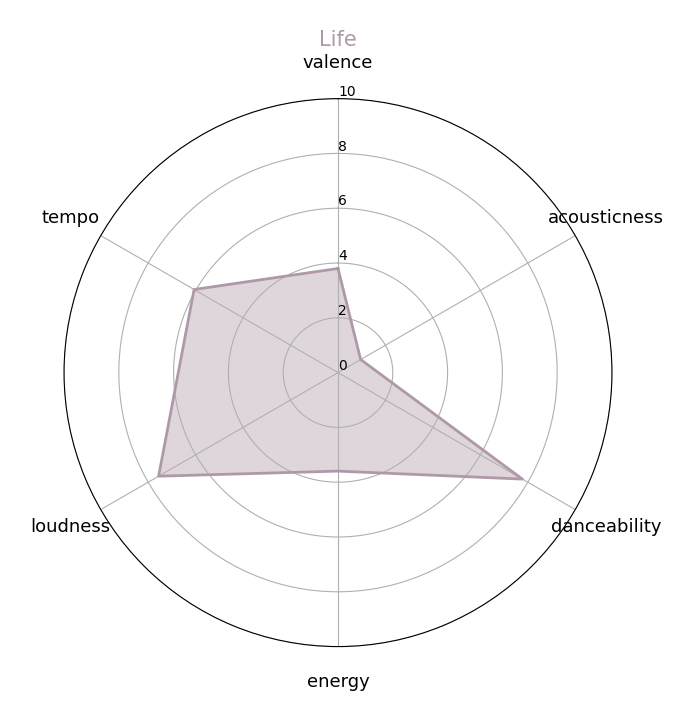 Life
valence
10
8
tempo
acousticness
6
4
2
0
loudness
danceability
energy